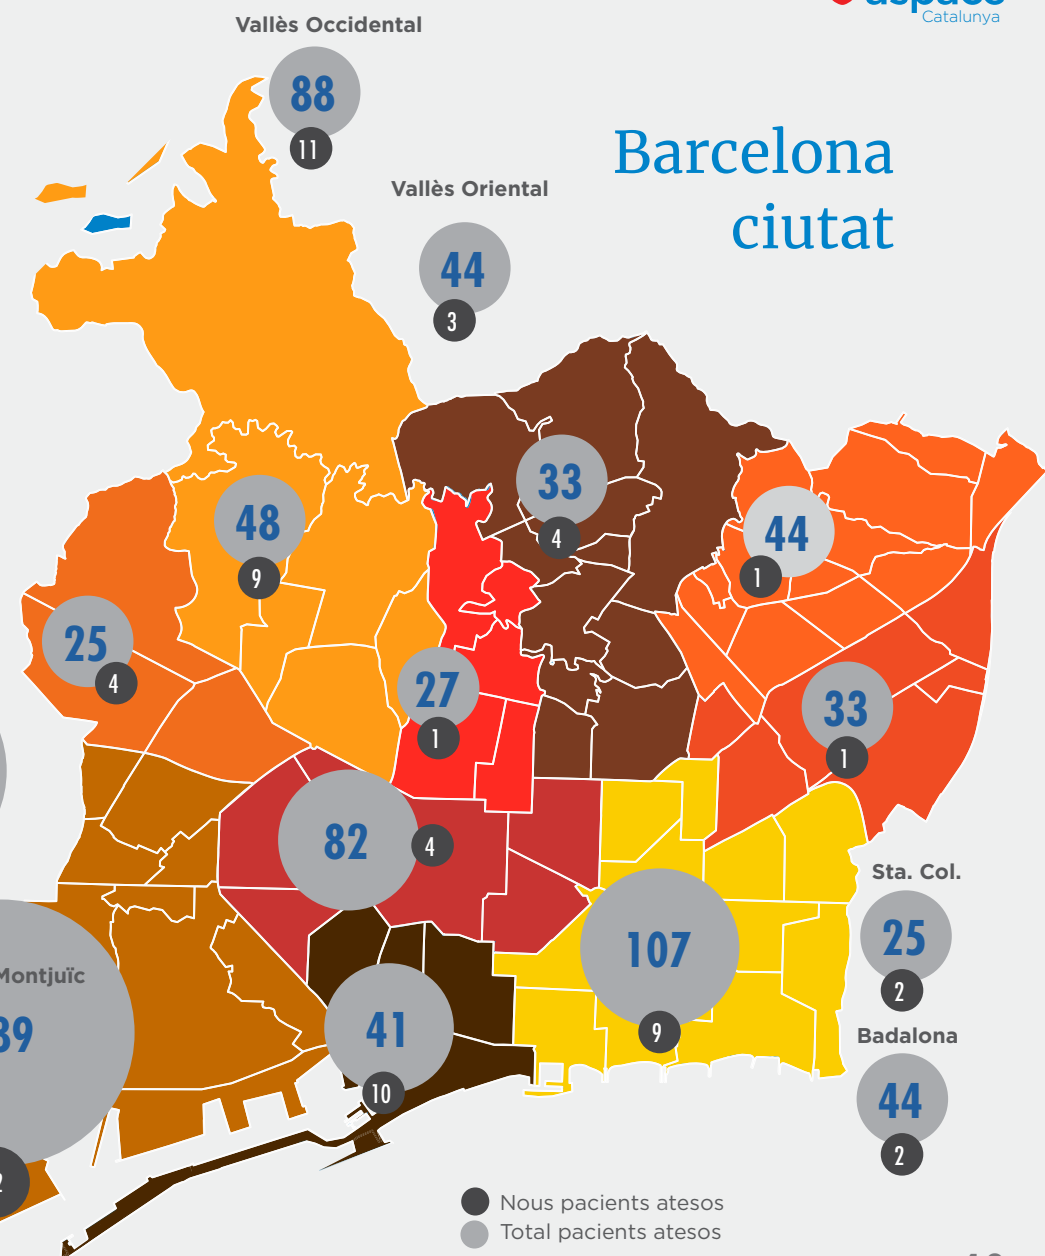 Catalunya
Vallès Occidental
88
11
Barcelona
ciutat
Vallès Oriental
44
3
33
4
48
9
44
1
25
4
27
1
33
1
82
4
Sta. Col.
25
2
107
9
Montjuïc
41
10
Badalona
44
2
Nous pacients atesos
Total pacients atesos